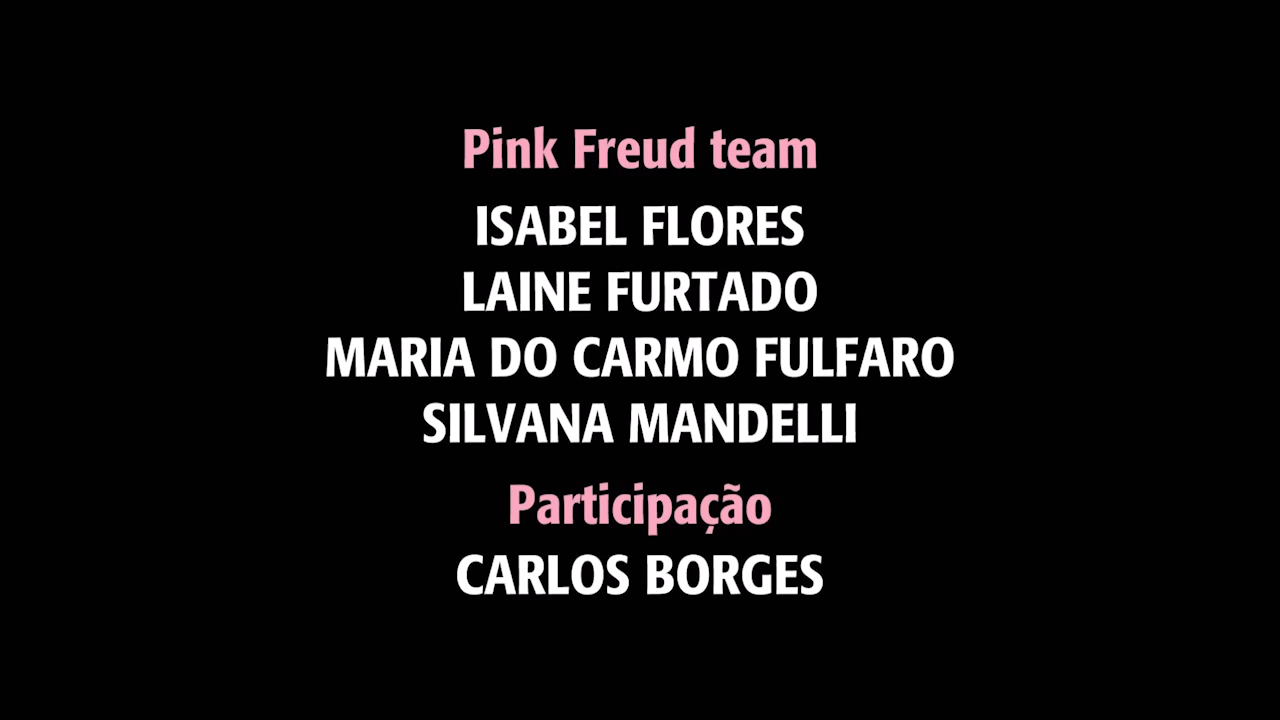 Pink Freud team
ISABEL FLORES
LAINE FURTADO
MARIA DO CARMO FULFARO
SILVANA MANDELLI
Participação
CARLOS BORGES